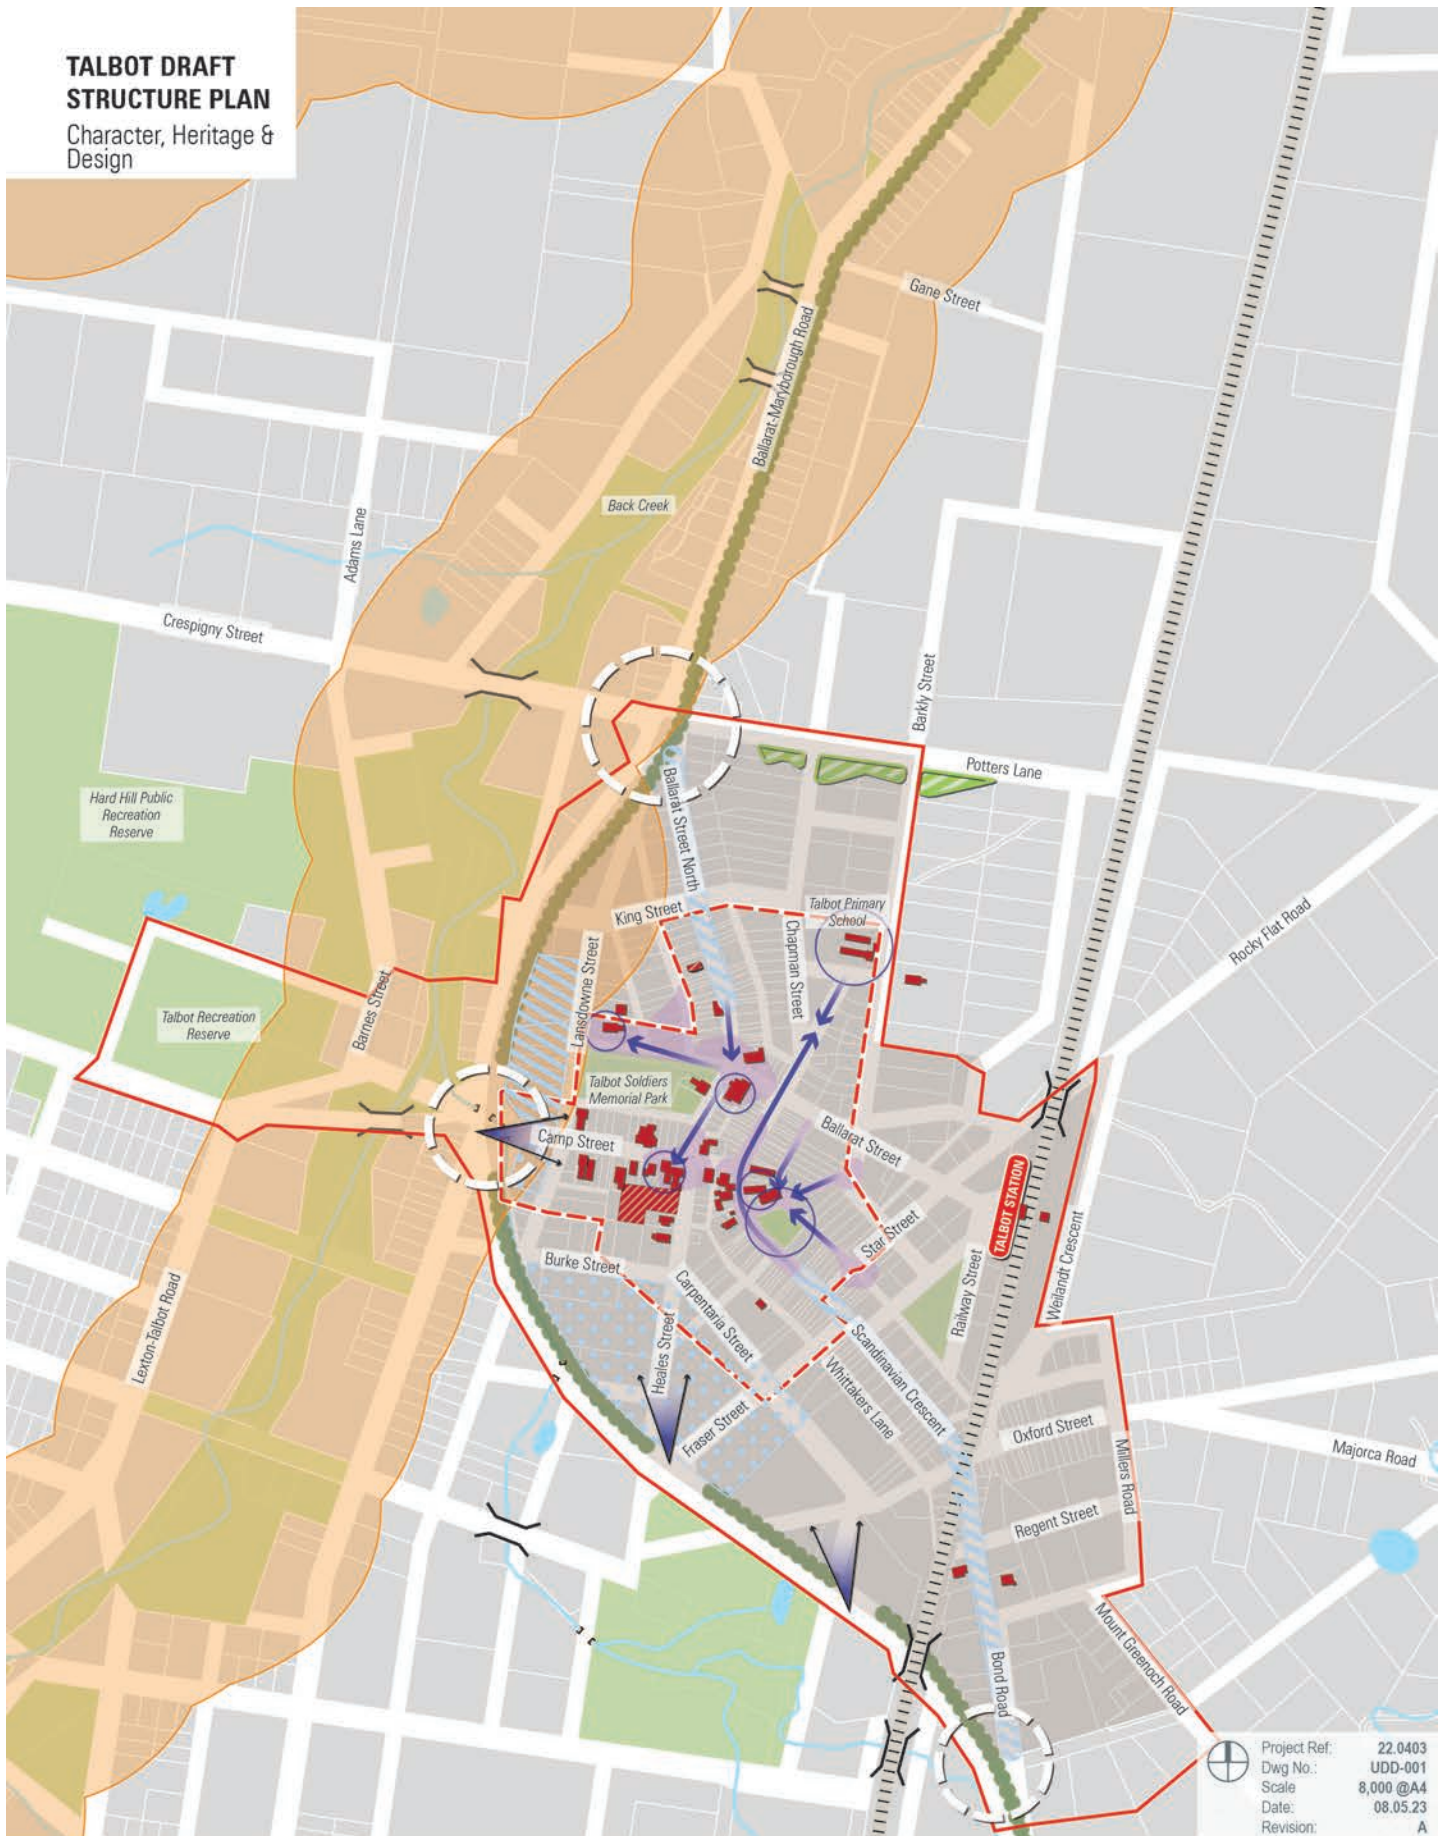 TALBOT DRAFT
STRUCTURE PLAN
Character, Heritage &
Design
Gane Street
Ballarat-Maryborough Road
Back Creek
Adams Lane
Crespigny Street
Barkly Street
Potters Lane
Hard Hill Public
Recreation
Reserve
Ballarat Street North
King Street
Talbot Primary
School
Chapman Street
Rocky Flat Road
Lansdowne Street
Barnes Street
Talbot Recreation
Reserve
Talbot Soldiers
Memorial Park
Camp Street
Ballarat Street
TALBOT STATION
Star Street
Weilandt Crescent
Railway Street
Burke Street
Carpentaria Street
Lexton-Talbot Road
Heales Street
Scandinavian Crescent
Whittakers Lane
Fraser Street
Oxford Street
Millers Road
Majorca Road
Regent Street
Mount Greenoch Road
Bond Road
Project Ref: 22.0403
Dwg No.: UDD-001
Scale 8,000 @A4
Date: 08.05.23
Revision: A